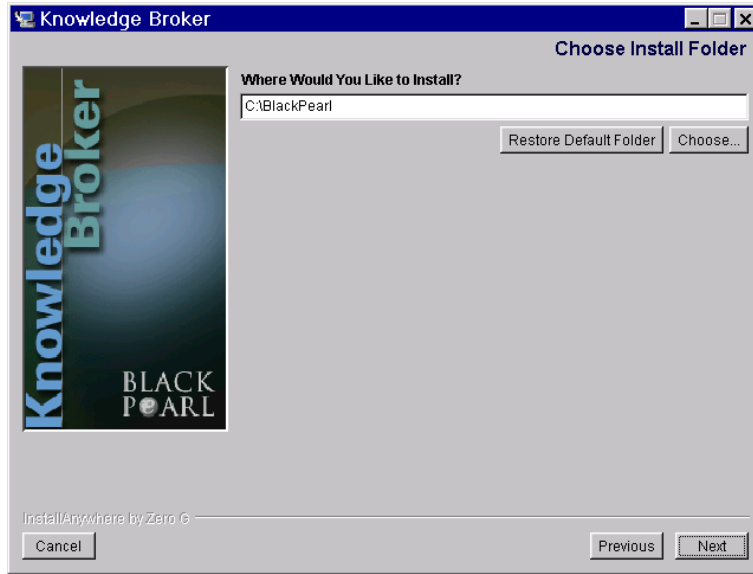 Knowledge Broker
Choose Install Folder
Knowledge
Broker
BLACK
PeARL
Where Would You Like to Install?
C:\BlackPearl
Restore Default Folder
Choose...
InstallAnywhere by Zero G
Cancel
Previous
Next